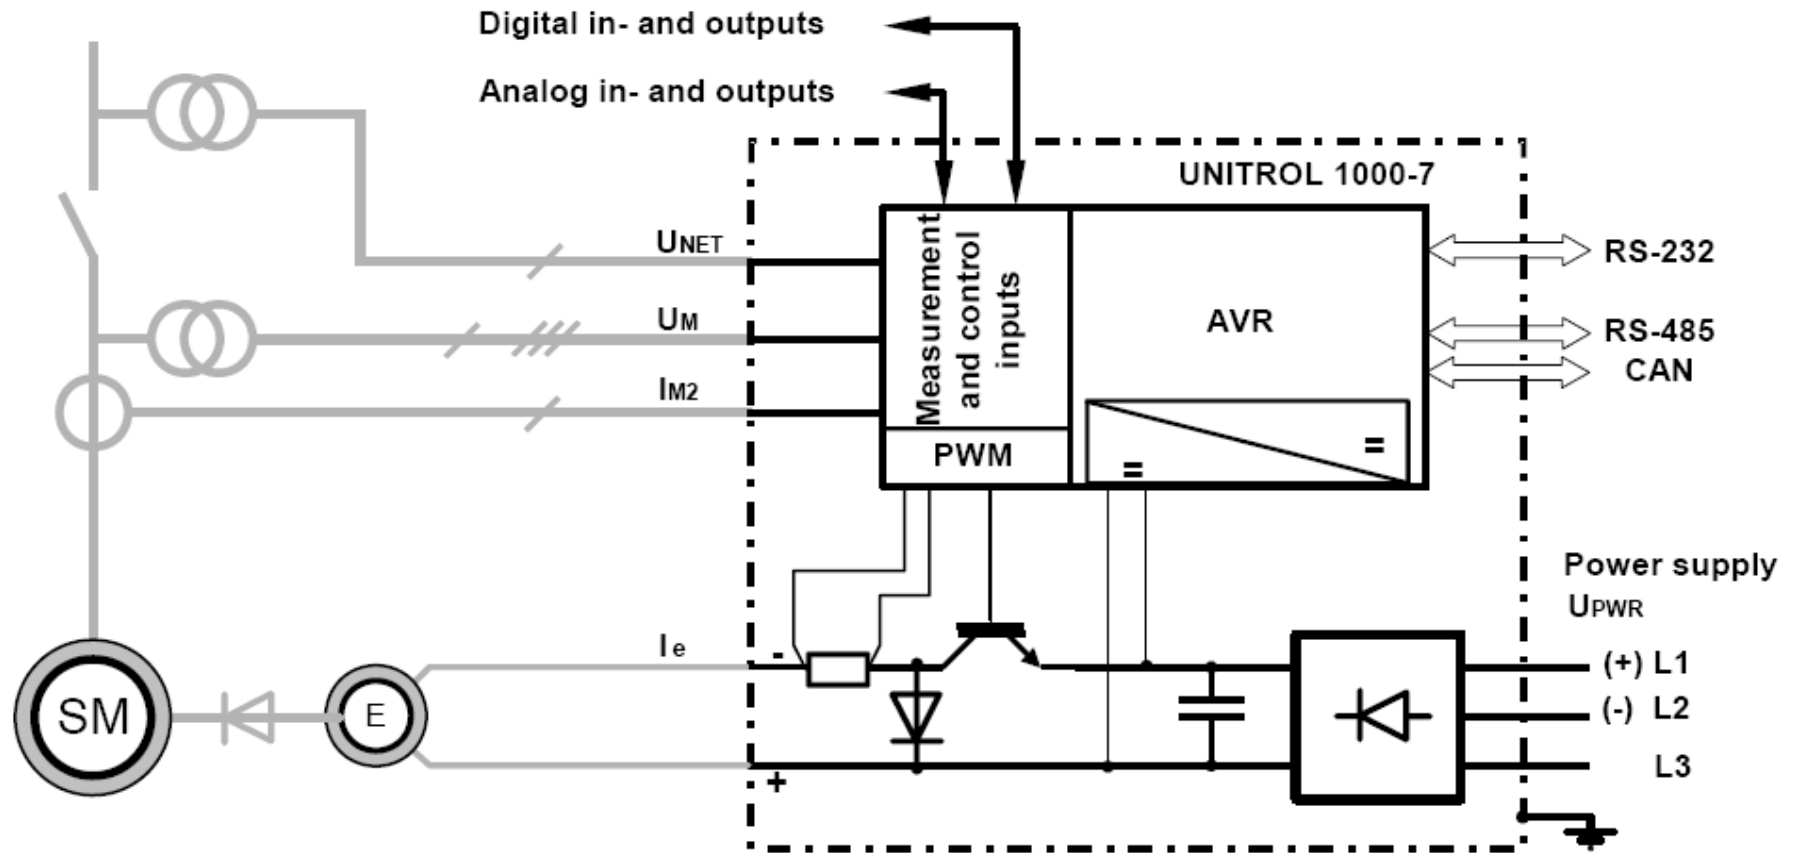 Digital in- and outputs
Analog in- and outputs
UNITROL 1000-7
UNET
UM
IM2
Measurement
and control
inputs
PWM
AVR
=
=
RS-232
RS-485
CAN
Power supply
UPWR
Ie
-
+
(+) L1
(-) L2
L3
SM
E